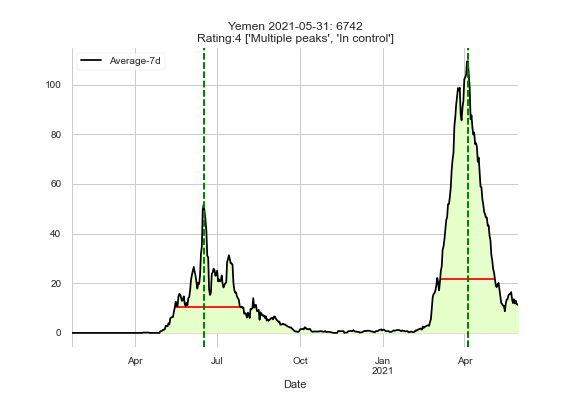 Yemen 2021-05-31: 6742
Rating:4 ['Multiple peaks', 'In control']
Average-7d
100
80
60
40
20
0
Apr
Jul
Oct
Jan
2021
Apr
Date